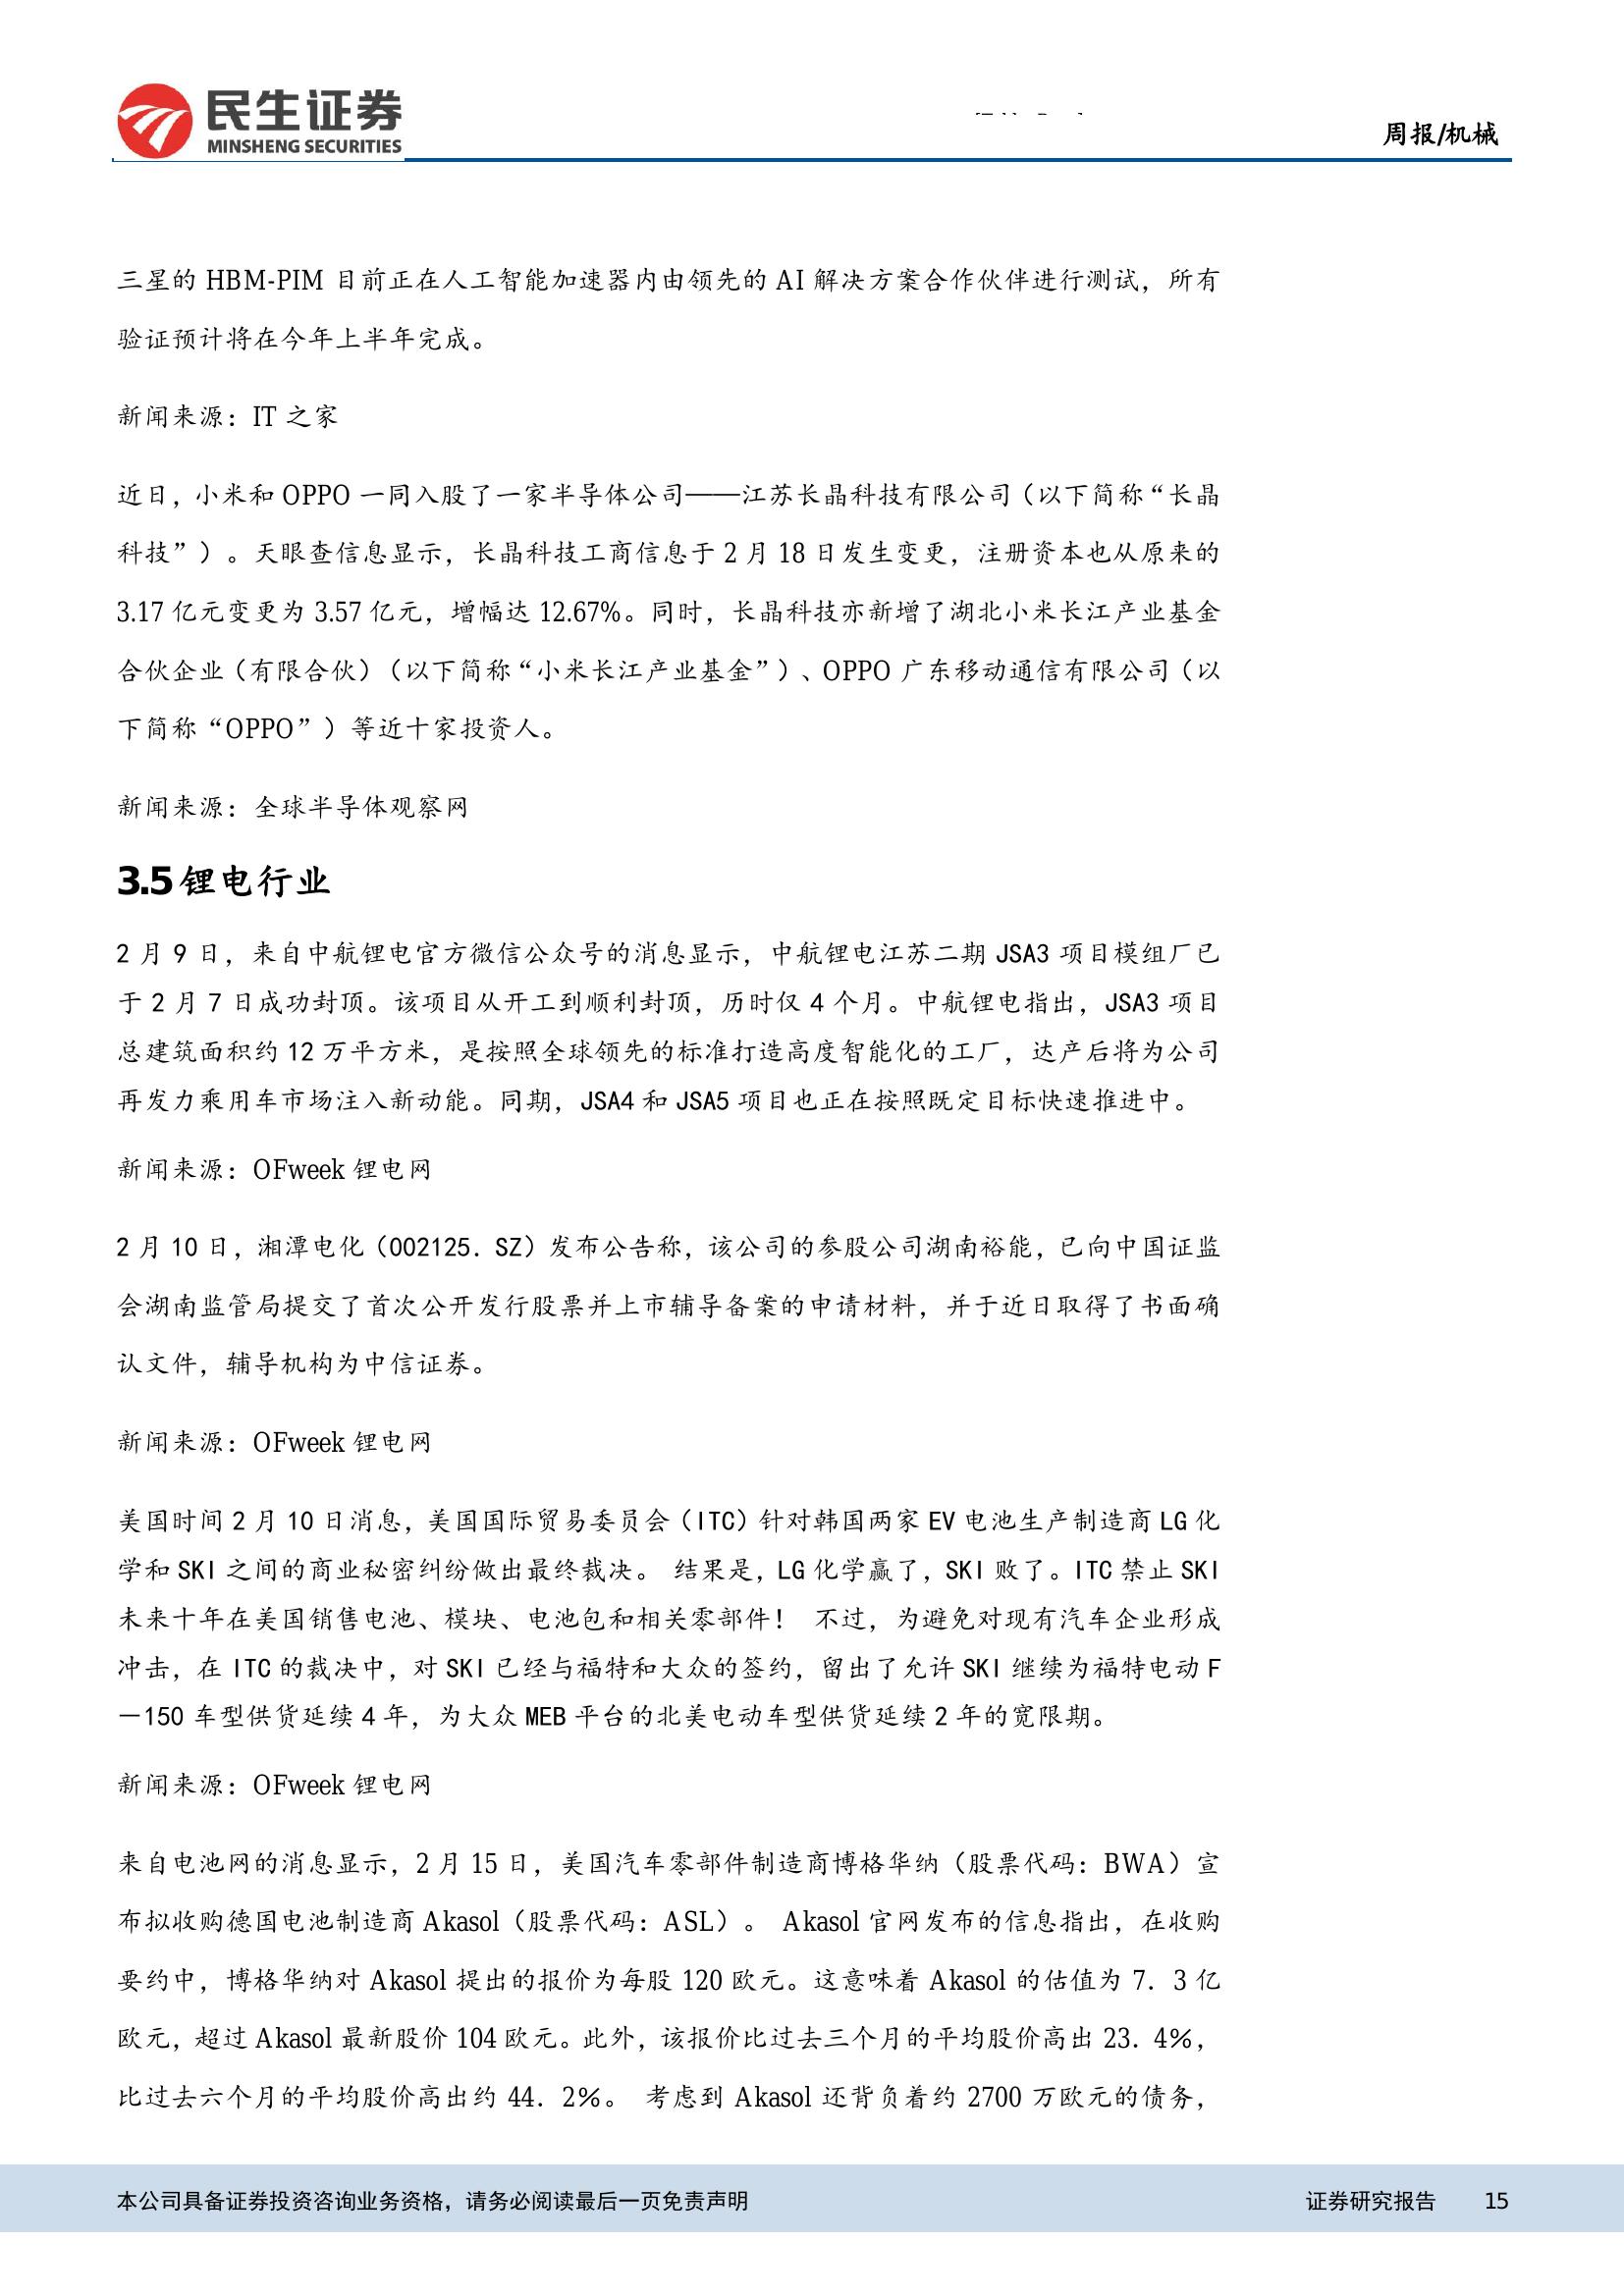 民生证券
MINSHENG SECURITIES
周报/机械
三星的 HBM-PIM 目前正在人工智能加速器内由领先的 AI 解决方案合作伙伴进行测试，所有
验证预计将在今年上半年完成。
新闻来源：IT 之家
近日，小米和 OPPO 一同入股了一家半导体公司——江苏长晶科技有限公司（以下简称“长晶
科技”）。天眼查信息显示，长晶科技工商信息于 2 月 18 日发生变更，注册资本也从原来的
3.17 亿元变更为 3.57 亿元，增幅达 12.67%。同时，长晶科技亦新增了湖北小米长江产业基金
合伙企业（有限合伙）（以下简称“小米长江产业基金”）、OPPO 广东移动通信有限公司（以
下简称“OPPO”）等近十家投资人。
新闻来源：全球半导体观察网
3.5 锂电行业
2 月 9 日，来自中航锂电官方微信公众号的消息显示，中航锂电江苏二期 JSA3 项目模组厂已
于 2 月 7 日成功封顶。该项目从开工到顺利封顶，历时仅 4 个月。中航锂电指出，JSA3 项目
总建筑面积约 12 万平方米，是按照全球领先的标准打造高度智能化的工厂，达产后将为公司
再发力乘用车市场注入新动能。同期，JSA4 和 JSA5 项目也正在按照既定目标快速推进中。
新闻来源：OFweek 锂电网
2 月 10 日，湘潭电化（002125．SZ）发布公告称，该公司的参股公司湖南裕能，已向中国证监
会湖南监管局提交了首次公开发行股票并上市辅导备案的申请材料，并于近日取得了书面确
认文件，辅导机构为中信证券。
新闻来源：OFweek 锂电网
美国时间 2 月 10 日消息，美国国际贸易委员会（ITC）针对韩国两家 EV 电池生产制造商 LG 化
学和 SKI 之间的商业秘密纠纷做出最终裁决。 结果是，LG 化学赢了，SKI 败了。ITC 禁止 SKI
未来十年在美国销售电池、模块、电池包和相关零部件！ 不过，为避免对现有汽车企业形成
冲击，在 ITC 的裁决中，对 SKI 已经与福特和大众的签约，留出了允许 SKI 继续为福特电动 F
－150 车型供货延续 4 年，为大众 MEB 平台的北美电动车型供货延续 2 年的宽限期。
新闻来源：OFweek 锂电网
来自电池网的消息显示，2 月 15 日，美国汽车零部件制造商博格华纳（股票代码：BWA）宣
布拟收购德国电池制造商 Akasol（股票代码：ASL）。 Akasol 官网发布的信息指出，在收购
要约中，博格华纳对 Akasol 提出的报价为每股 120 欧元。这意味着 Akasol 的估值为 7．3 亿
欧元，超过 Akasol 最新股价 104 欧元。此外，该报价比过去三个月的平均股价高出 23．4%，
比过去六个月的平均股价高出约 44．2%。 考虑到 Akasol 还背负着约 2700 万欧元的债务，
本公司具备证券投资咨询业务资格，请务必阅读最后一页免责声明
证券研究报告 15